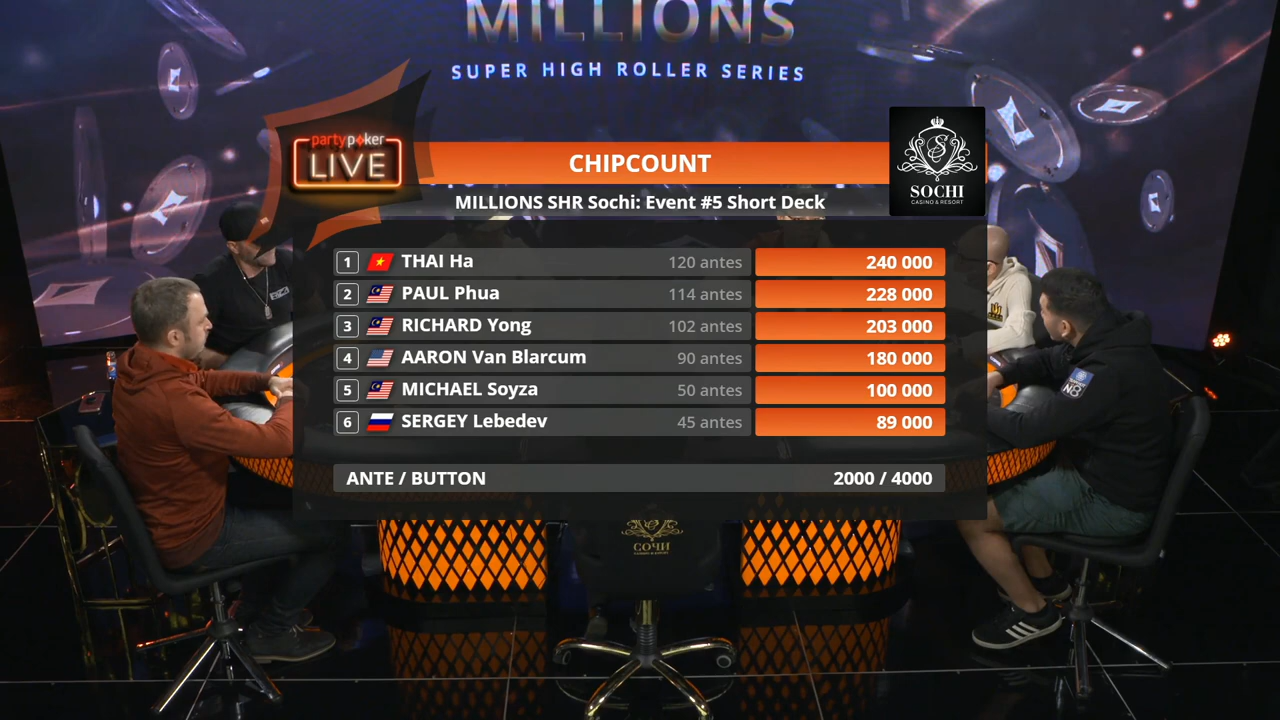 MILLIONS
SUPER HIGH ROLLER SERIES
partypoker
LIVE
CHIPCOUNT
MILLIONS SHR Sochi: Event #5 Short Deck
S
SOCHI
CASINO & RESORT
1 THAI Ha 120 antes 240 000
2 PAUL Phua 114 antes 228 000
3 RICHARD Yong 102 antes 203 000
4 AARON Van Blarcum 90 antes 180 000
5 MICHAEL Soyza 50 antes 100 000
6 SERGEY Lebedev 45 antes 89 000
ANTE / BUTTON 2000 / 4000
СОЧИ